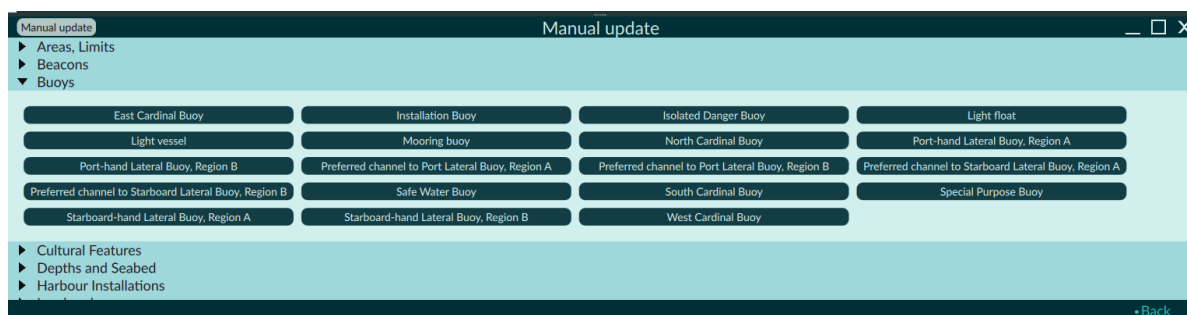 Manual update Manual update
Areas, Limits
Beacons
Buoys
East Cardinal Buoy Installation Buoy Isolated Danger Buoy Light float
Light vessel Mooring buoy North Cardinal Buoy Port-hand Lateral Buoy, Region A
Port-hand Lateral Buoy, Region B Preferred channel to Port Lateral Buoy, Region A Preferred channel to Port Lateral Buoy, Region B Preferred channel to Starboard Lateral Buoy, Region A
Preferred channel to Starboard Lateral Buoy, Region B Safe Water Buoy South Cardinal Buoy Special Purpose Buoy
Starboard-hand Lateral Buoy, Region A Starboard-hand Lateral Buoy, Region B West Cardinal Buoy
Cultural Features
Depths and Seabed
Harbour Installations
•Back